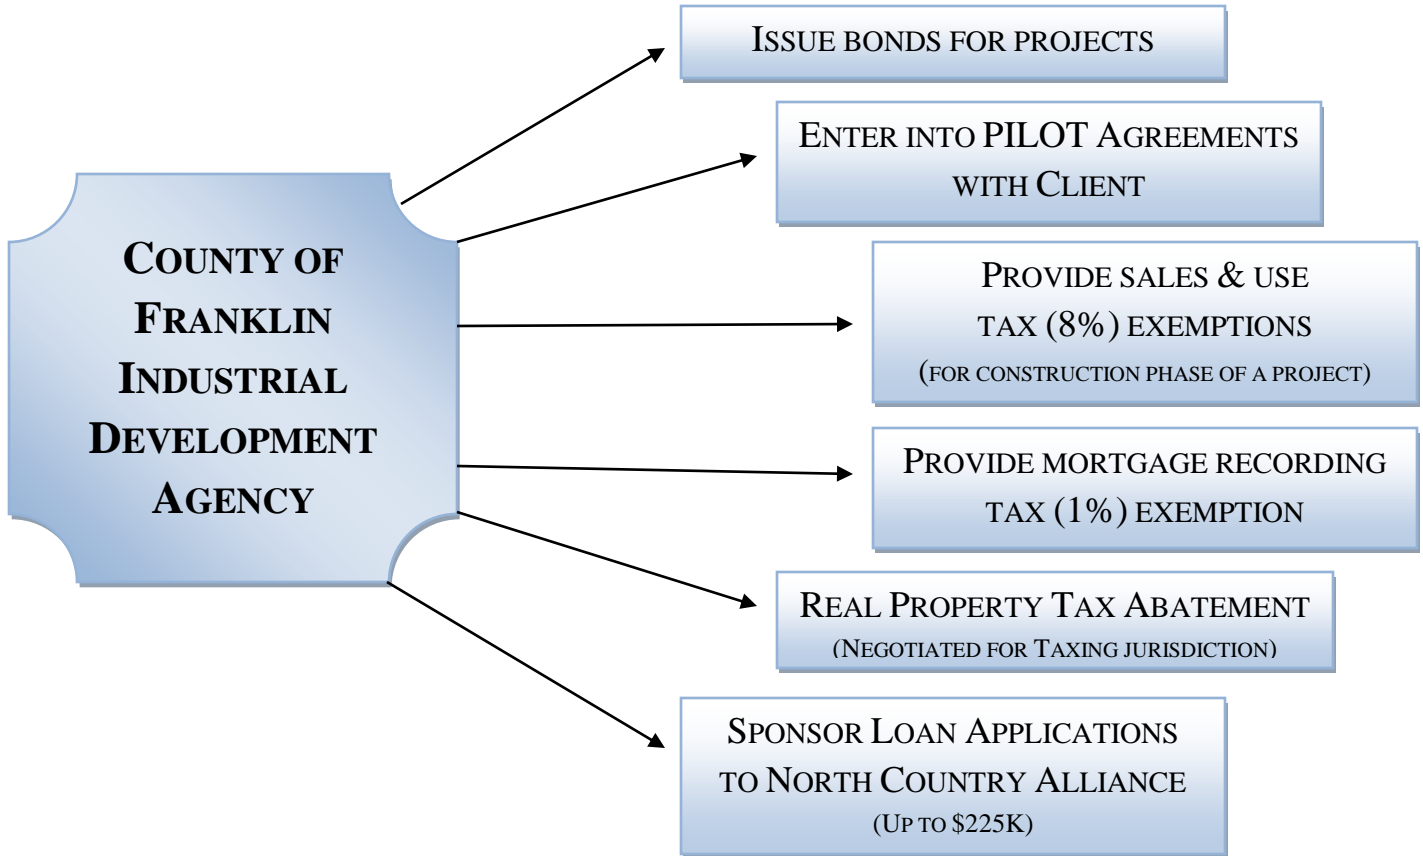 ISSUE BONDS FOR PROJECTS
ENTER INTO PILOT AGREEMENTS
WITH CLIENT
COUNTY OF
FRANKLIN
INDUSTRIAL
DEVELOPMENT
AGENCY
PROVIDE SALES & USE
TAX (8%) EXEMPTIONS
(FOR CONSTRUCTION PHASE OF A PROJECT)
PROVIDE MORTGAGE RECORDING
TAX (1%) EXEMPTION
REAL PROPERTY TAX ABATEMENT
(NEGOTIATED FOR TAXING JURISDICTION)
SPONSOR LOAN APPLICATIONS
TO NORTH COUNTRY ALLIANCE
(UP TO $225K)